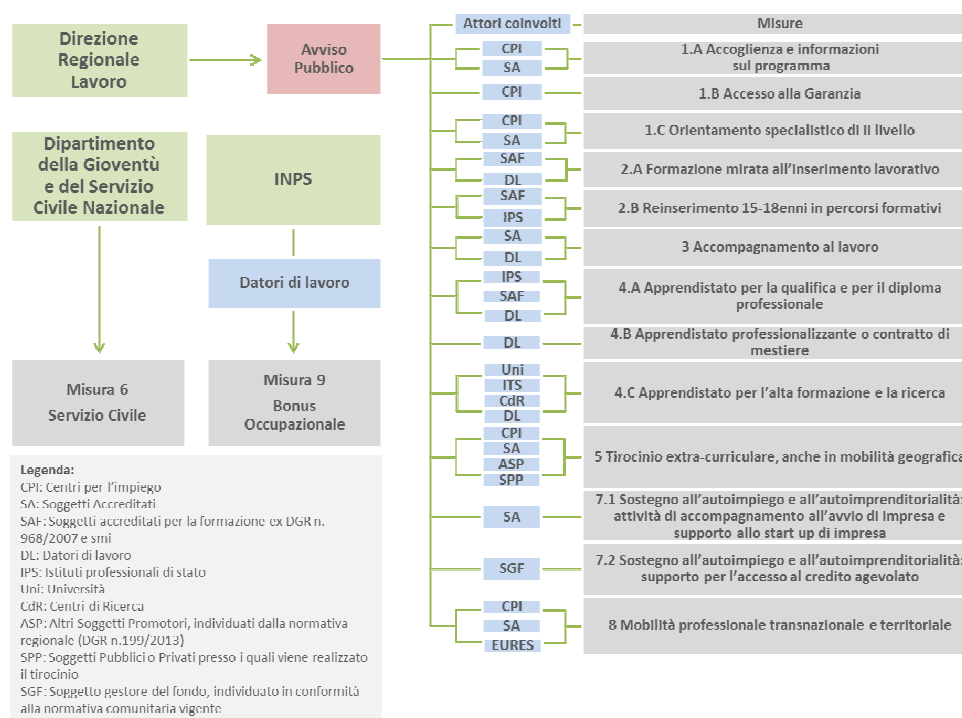 Direzione
Regionale
Lavoro
Avviso
Pubblico
Dipartimento
della Gioventù
e del Servizio
Civile Nazionale
INPS
Datori di lavoro
Misura 6
Servizio Civile
Misura 9
Bonus
Occupazionale
Legenda:
CPI: Centri per l'impiego
SA: Soggetti Accreditati
SAF: Soggetti accreditati per la formazione ex DGR n.
968/2007 e smi
DL: Datori di lavoro
IPS: Istituti professionali di stato
Uni: Università
CdR: Centri di Ricerca
ASP: Altri Soggetti Promotori, individuati dalla normativa
regionale (DGR n.199/2013)
SPP: Soggetti Pubblici o Privati presso i quali viene realizzato
il tirocinio
SGF: Soggetto gestore del fondo, individuato in conformità
alla normativa comunitaria vigente
Attori coinvolti
Misure
CPI
SA
1.A Accoglienza e informazioni
sul programma
CPI
1.B Accesso alla Garanzia
CPI
SA
1.C Orientamento specialistico di II livello
SAF
DL
2.A Formazione mirata all'inserimento lavorativo
SAF
IPS
2.B Reinserimento 15-18enni in percorsi formativi
SA
DL
3 Accompagnamento al lavoro
IPS
SAF
DL
4.A Apprendistato per la qualifica e per il diploma
professionale
DL
4.B Apprendistato professionalizzante o contratto di
mestiere
Uni
ITS
CdR
DL
4.C Apprendistato per l'alta formazione e la ricerca
CPI
SA
ASP
SPP
5 Tirocinio extra-curriculare, anche in mobilità geografica
SA
7.1 Sostegno all'autoimpiego e all'autoimprenditorialità:
attività di accompagnamento all'avvio di impresa e
supporto allo start up di impresa
SGF
7.2 Sostegno all'autoimpiego e all'autoimprenditorialità:
supporto per l'accesso al credito agevolato
CPI
SA
EURES
8 Mobilità professionale transnazionale e territoriale